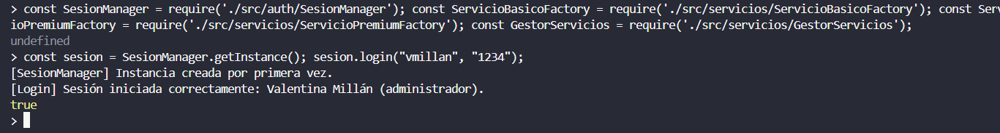 > const SesionManager = require('./src/auth/SesionManager'); const ServicioBasicoFactory = require('./src/servicios/ServicioBasicoFactory'); const Serv
ioPremiumFactory = require('./src/servicios/ServicioPremiumFactory'); const GestorServicios = require('./src/servicios/GestorServicios');
undefined
> const sesion = SesionManager.getInstance(); sesion.login("vmillan", "1234");
[SesionManager] Instancia creada por primera vez.
[Login] Sesión iniciada correctamente: Valentina Millán (administrador).
true
>